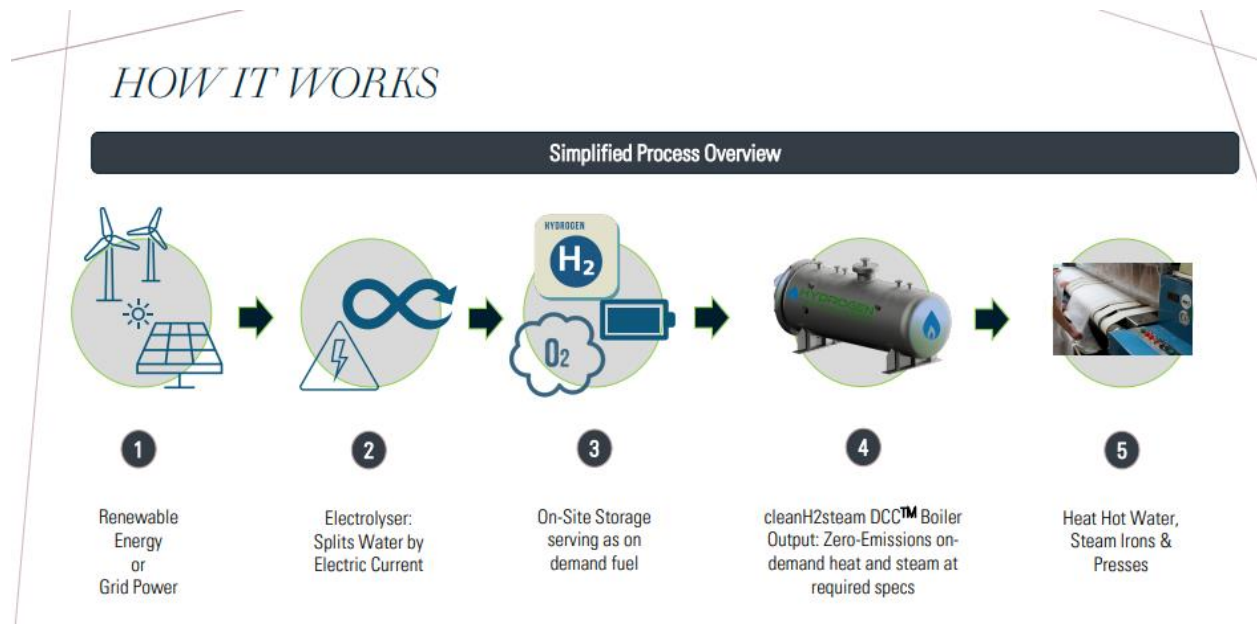 HOW IT WORKS
Simplified Process Overview
HYDROGEN
H₂
O₂
HYDROGEN
1
2
3
4
5
Renewable
Energy
or
Grid Power
Electrolyser:
Splits Water by
Electric Current
On-Site Storage
serving as on
demand fuel
cleanH2steam DCC™ Boiler
Output: Zero-Emissions on-
demand heat and steam at
required specs
Heat Hot Water,
Steam Irons &
Presses